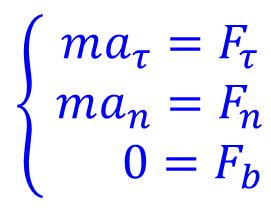 ma_τ = F_τ
ma_n = F_n
0 = F_b